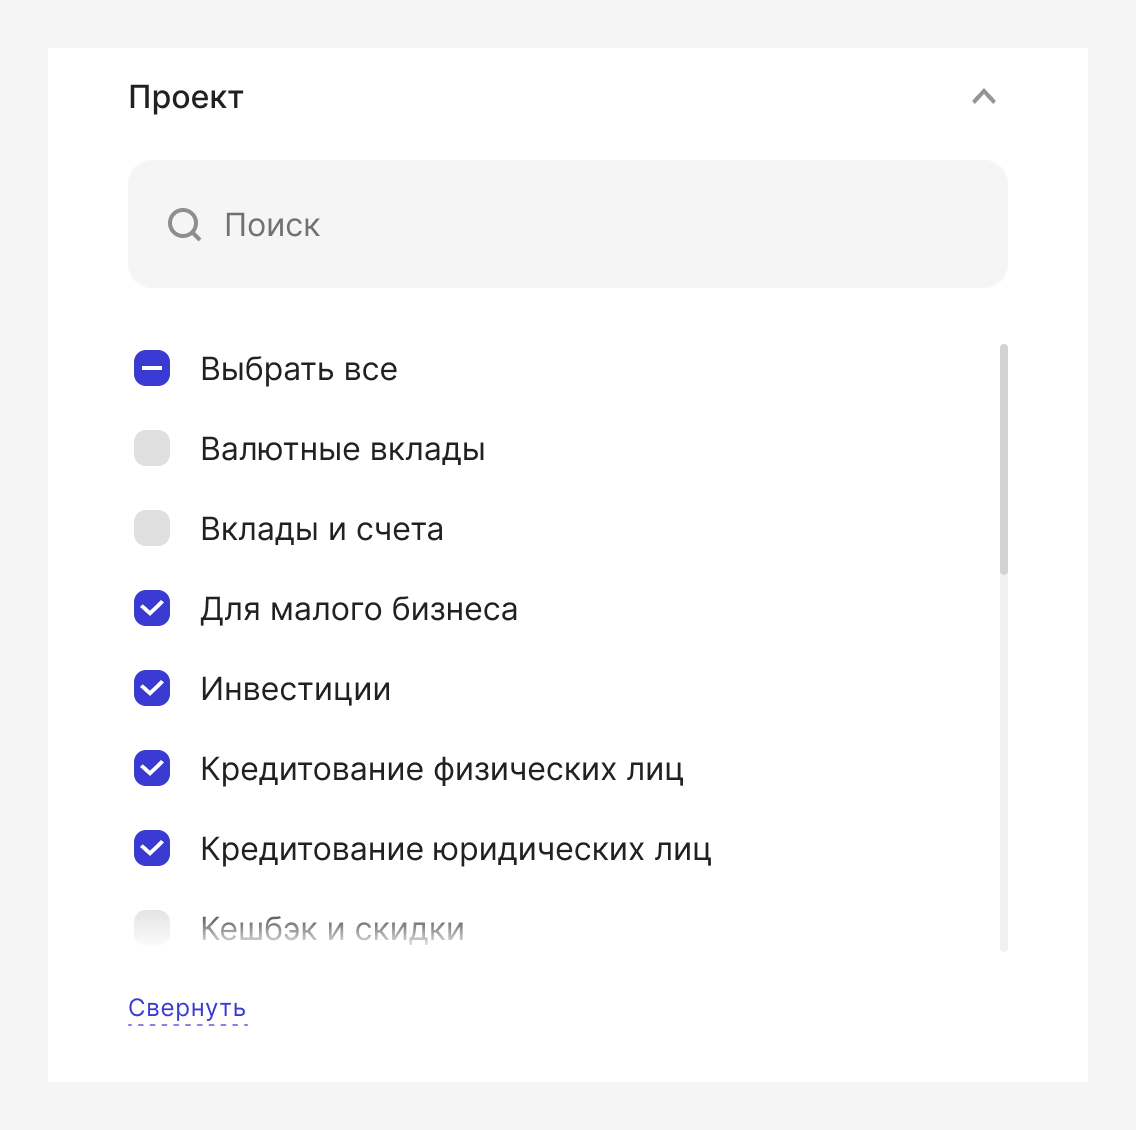 Проект
Поиск
Выбрать все
Валютные вклады
Вклады и счета
Для малого бизнеса
Инвестиции
Кредитование физических лиц
Кредитование юридических лиц
Кешбэк и скидки
Свернуть